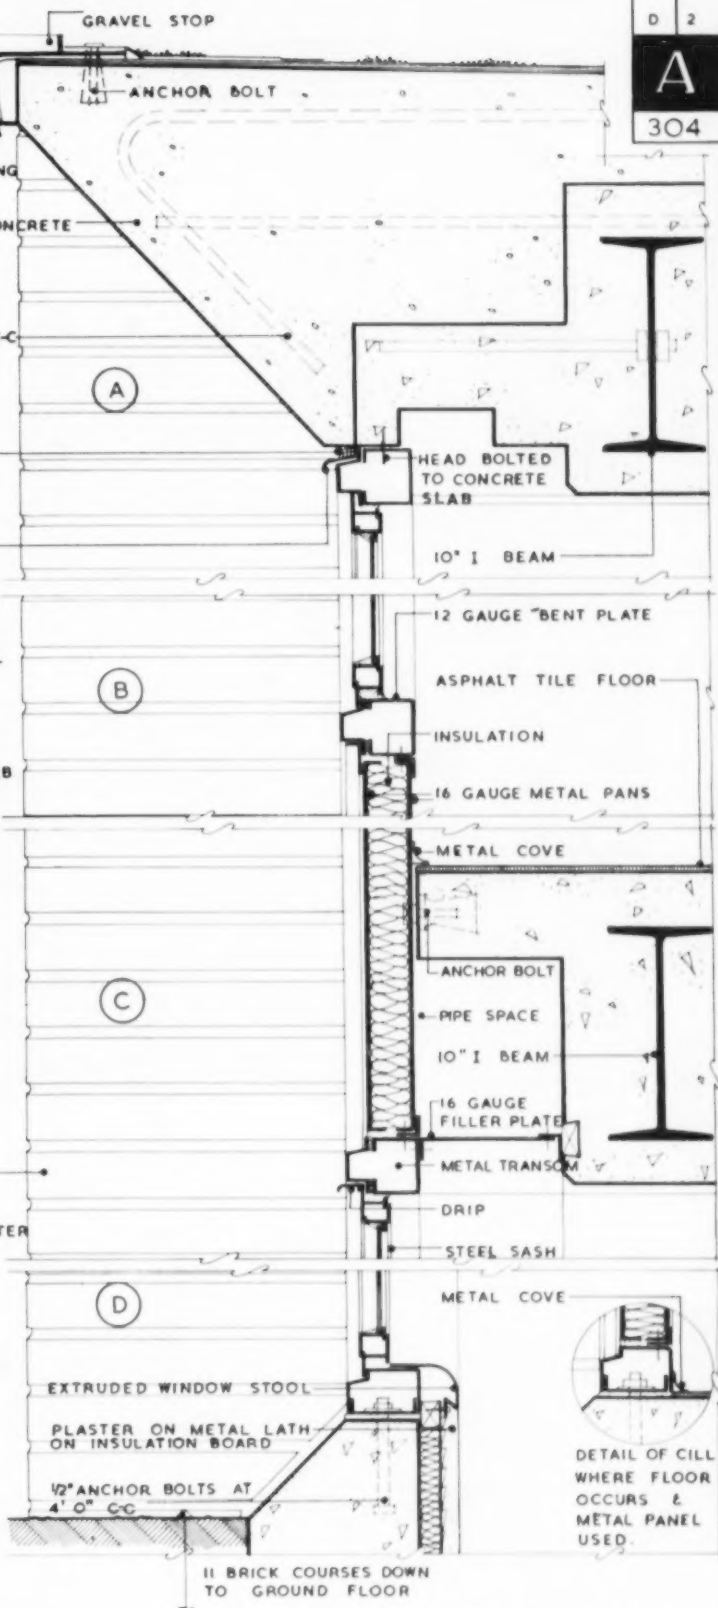 GRAVEL STOP
D 2
A
304
ANCHOR BOLT
NG
ONCRETE
-C
A
HEAD BOLTED
TO CONCRETE
SLAB
10" I BEAM
12 GAUGE BENT PLATE
B
ASPHALT TILE FLOOR
INSULATION
B
16 GAUGE METAL PANS
METAL COVE
ANCHOR BOLT
C
PIPE SPACE
10" I BEAM
16 GAUGE
FILLER PLATE
METAL TRANSOM
DRIP
TER
STEEL SASH
D
METAL COVE
EXTRUDED WINDOW STOOL
PLASTER ON METAL LATH
ON INSULATION BOARD
1/2" ANCHOR BOLTS AT
4' 0" C-C
DETAIL OF CILL
WHERE FLOOR
OCCURS &
METAL PANEL
USED.
11 BRICK COURSES DOWN
TO GROUND FLOOR